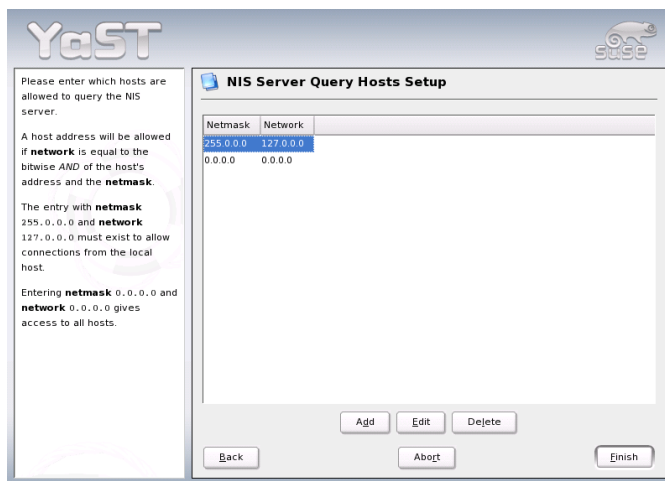 YaST
SUSE
Please enter which hosts are
allowed to query the NIS
server.
A host address will be allowed
if network is equal to the
bitwise AND of the host's
address and the netmask.
The entry with netmask
255.0.0.0 and network
127.0.0.0 must exist to allow
connections from the local
host.
Entering netmask 0.0.0.0 and
network 0.0.0.0 gives
access to all hosts.
NIS Server Query Hosts Setup
Netmask Network
255.0.0.0 127.0.0.0
0.0.0.0 0.0.0.0
Add Edit Delete
Back Abort Finish